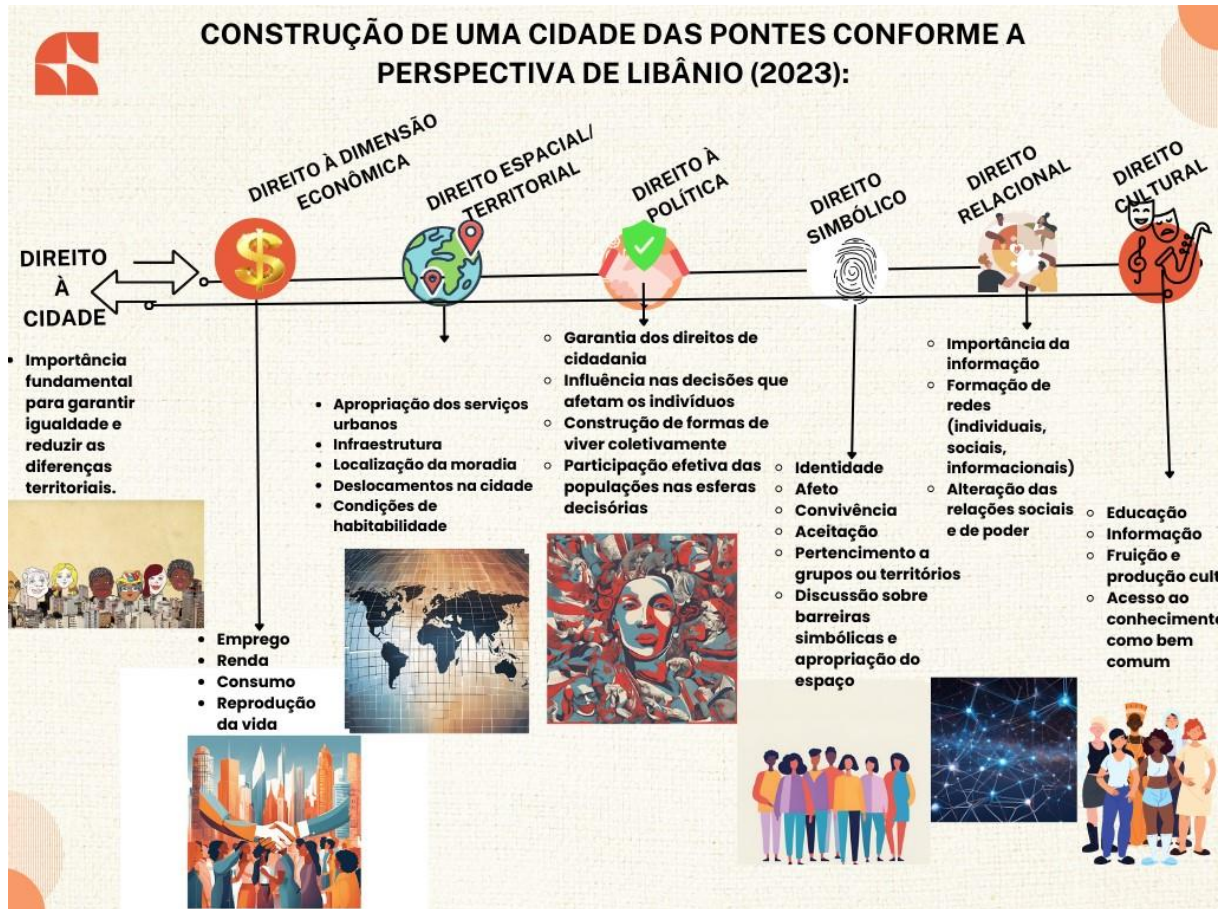 CONSTRUÇÃO DE UMA CIDADE DAS PONTES CONFORME A
PERSPECTIVA DE LIBÂNIO (2023):
DIREITO
À
CIDADE
Importância
fundamental
para garantir
igualdade e
reduzir as
diferenças
territoriais.
DIREITO À DIMENSÃO
ECONÔMICA
Emprego
Renda
Consumo
Reprodução
da vida
DIREITO ESPACIAL/
TERRITORIAL
Apropriação dos serviços
urbanos
Infraestrutura
Localização da moradia
Deslocamentos na cidade
Condições de
habitabilidade
DIREITO À
POLÍTICA
Garantia dos direitos de
cidadania
Influência nas decisões que
afetam os indivíduos
Construção de formas de
viver coletivamente
Participação efetiva das
populações nas esferas
decisórias
DIREITO
SIMBÓLICO
Identidade
Afeto
Convivência
Aceitação
Pertencimento a
grupos ou territórios
Discussão sobre
barreiras
simbólicas e
apropriação do
espaço
DIREITO
RELACIONAL
Importância da
informação
Formação de
redes
(individuais,
sociais,
informacionais)
Alteração das
relações sociais
e de poder
DIREITO
CULTURAL
Educação
Informação
Fruição e
produção cult
Acesso ao
conhecimento
como bem
comum